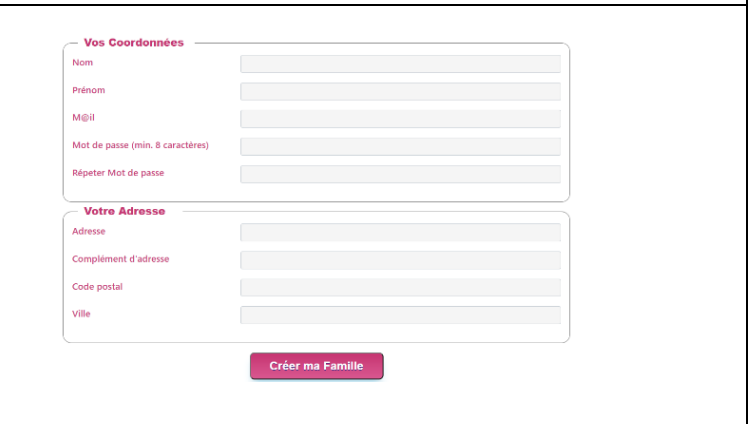 Vos Coordonnées
Nom
Prénom
M@il
Mot de passe (min. 8 caractères)
Répeter Mot de passe
Votre Adresse
Adresse
Complément d'adresse
Code postal
Ville
Créer ma Famille